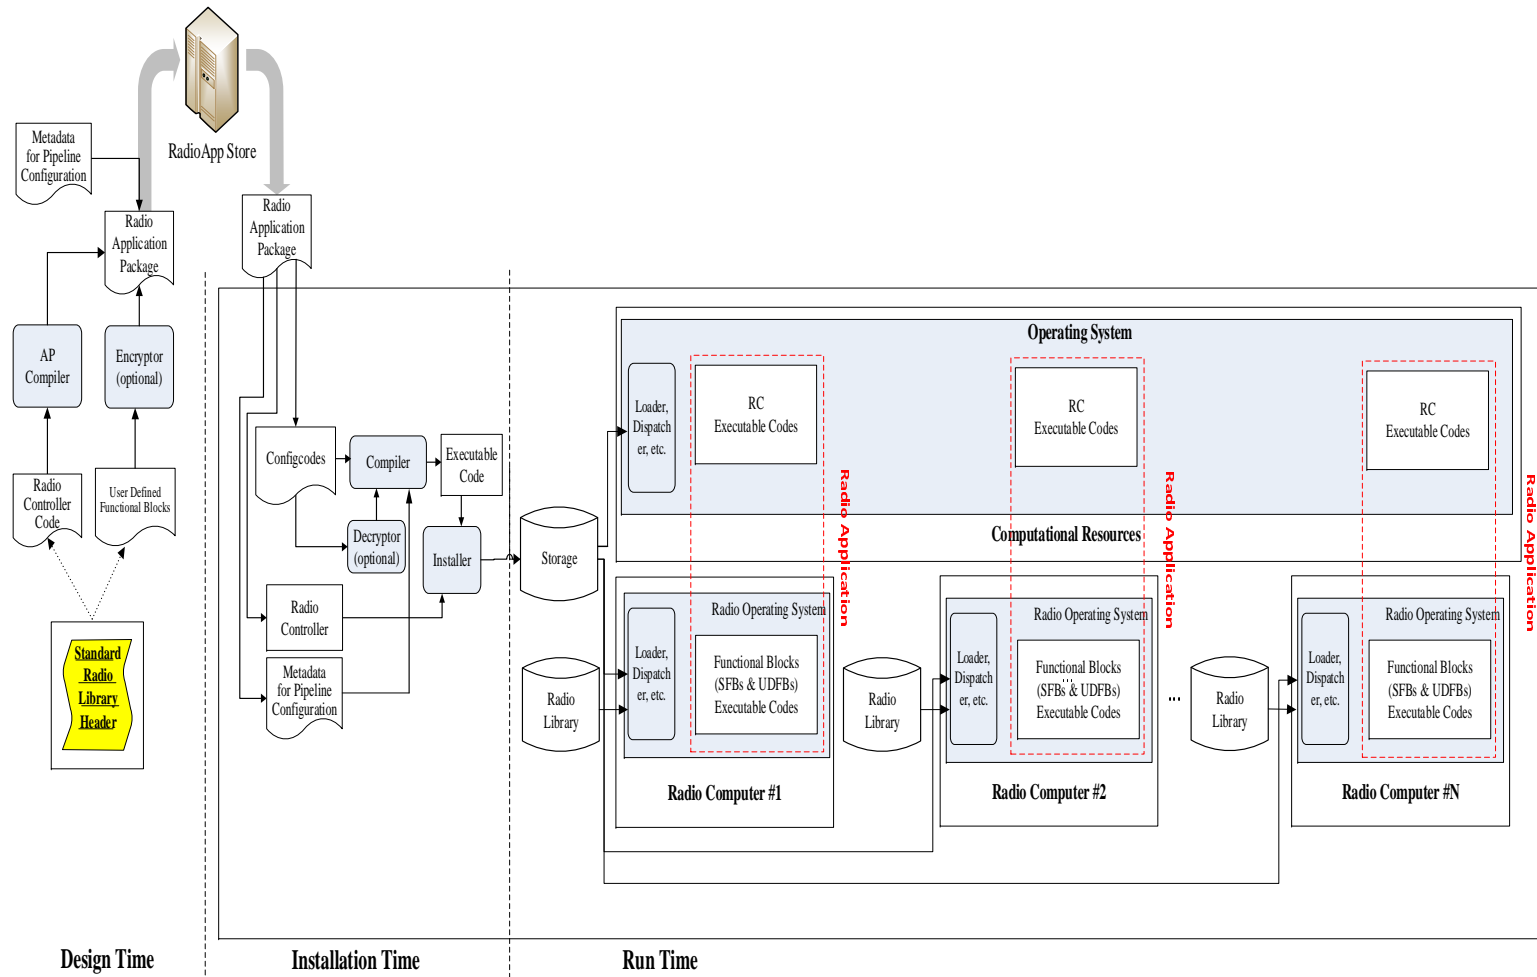 RadioApp Store
Metadata
for Pipeline
Configuration
Radio
Application
Package
AP
Compiler
Encryptor
(optional)
Radio
Controller
Code
User Defined
Functional Blocks
Standard
Radio
Library
Header
Design Time
Radio
Application
Package
Configcodes
Compiler
Executable
Code
Decryptor
(optional)
Installer
Radio
Controller
Metadata
for Pipeline
Configuration
Installation Time
Storage
Operating System
Loader,
Dispatch
er, etc.
RC
Executable Codes
RC
Executable Codes
RC
Executable Codes
Computational Resources
Radio Application
Radio Application
Radio Application
Radio
Library
Radio Operating System
Loader,
Dispatch
er, etc.
Functional Blocks
(SFBs & UDFBs)
Executable Codes
Radio Computer #1
Radio
Library
Radio Operating System
Loader,
Dispatch
er, etc.
Functional Blocks
(SFBs & UDFBs)
...
Executable Codes
Radio Computer #2
...
Radio
Library
Radio Operating System
Loader,
Dispatch
er, etc.
Functional Blocks
(SFBs & UDFBs)
Executable Codes
Radio Computer #N
Run Time